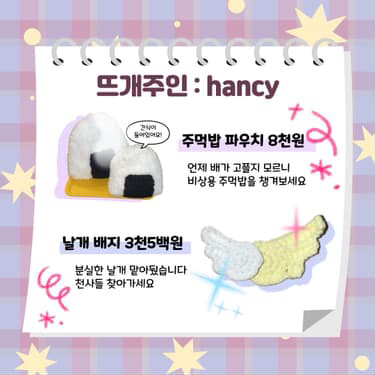 뜨개주인 : hancy
간식이
들어있어요!
주먹밥 파우치 8천원
언제 배가 고플지 모르니
비상용 주먹밥을 챙겨보세요
날개 배지 3천5백원
분실한 날개 맡아뒀습니다
천사들 찾아가세요